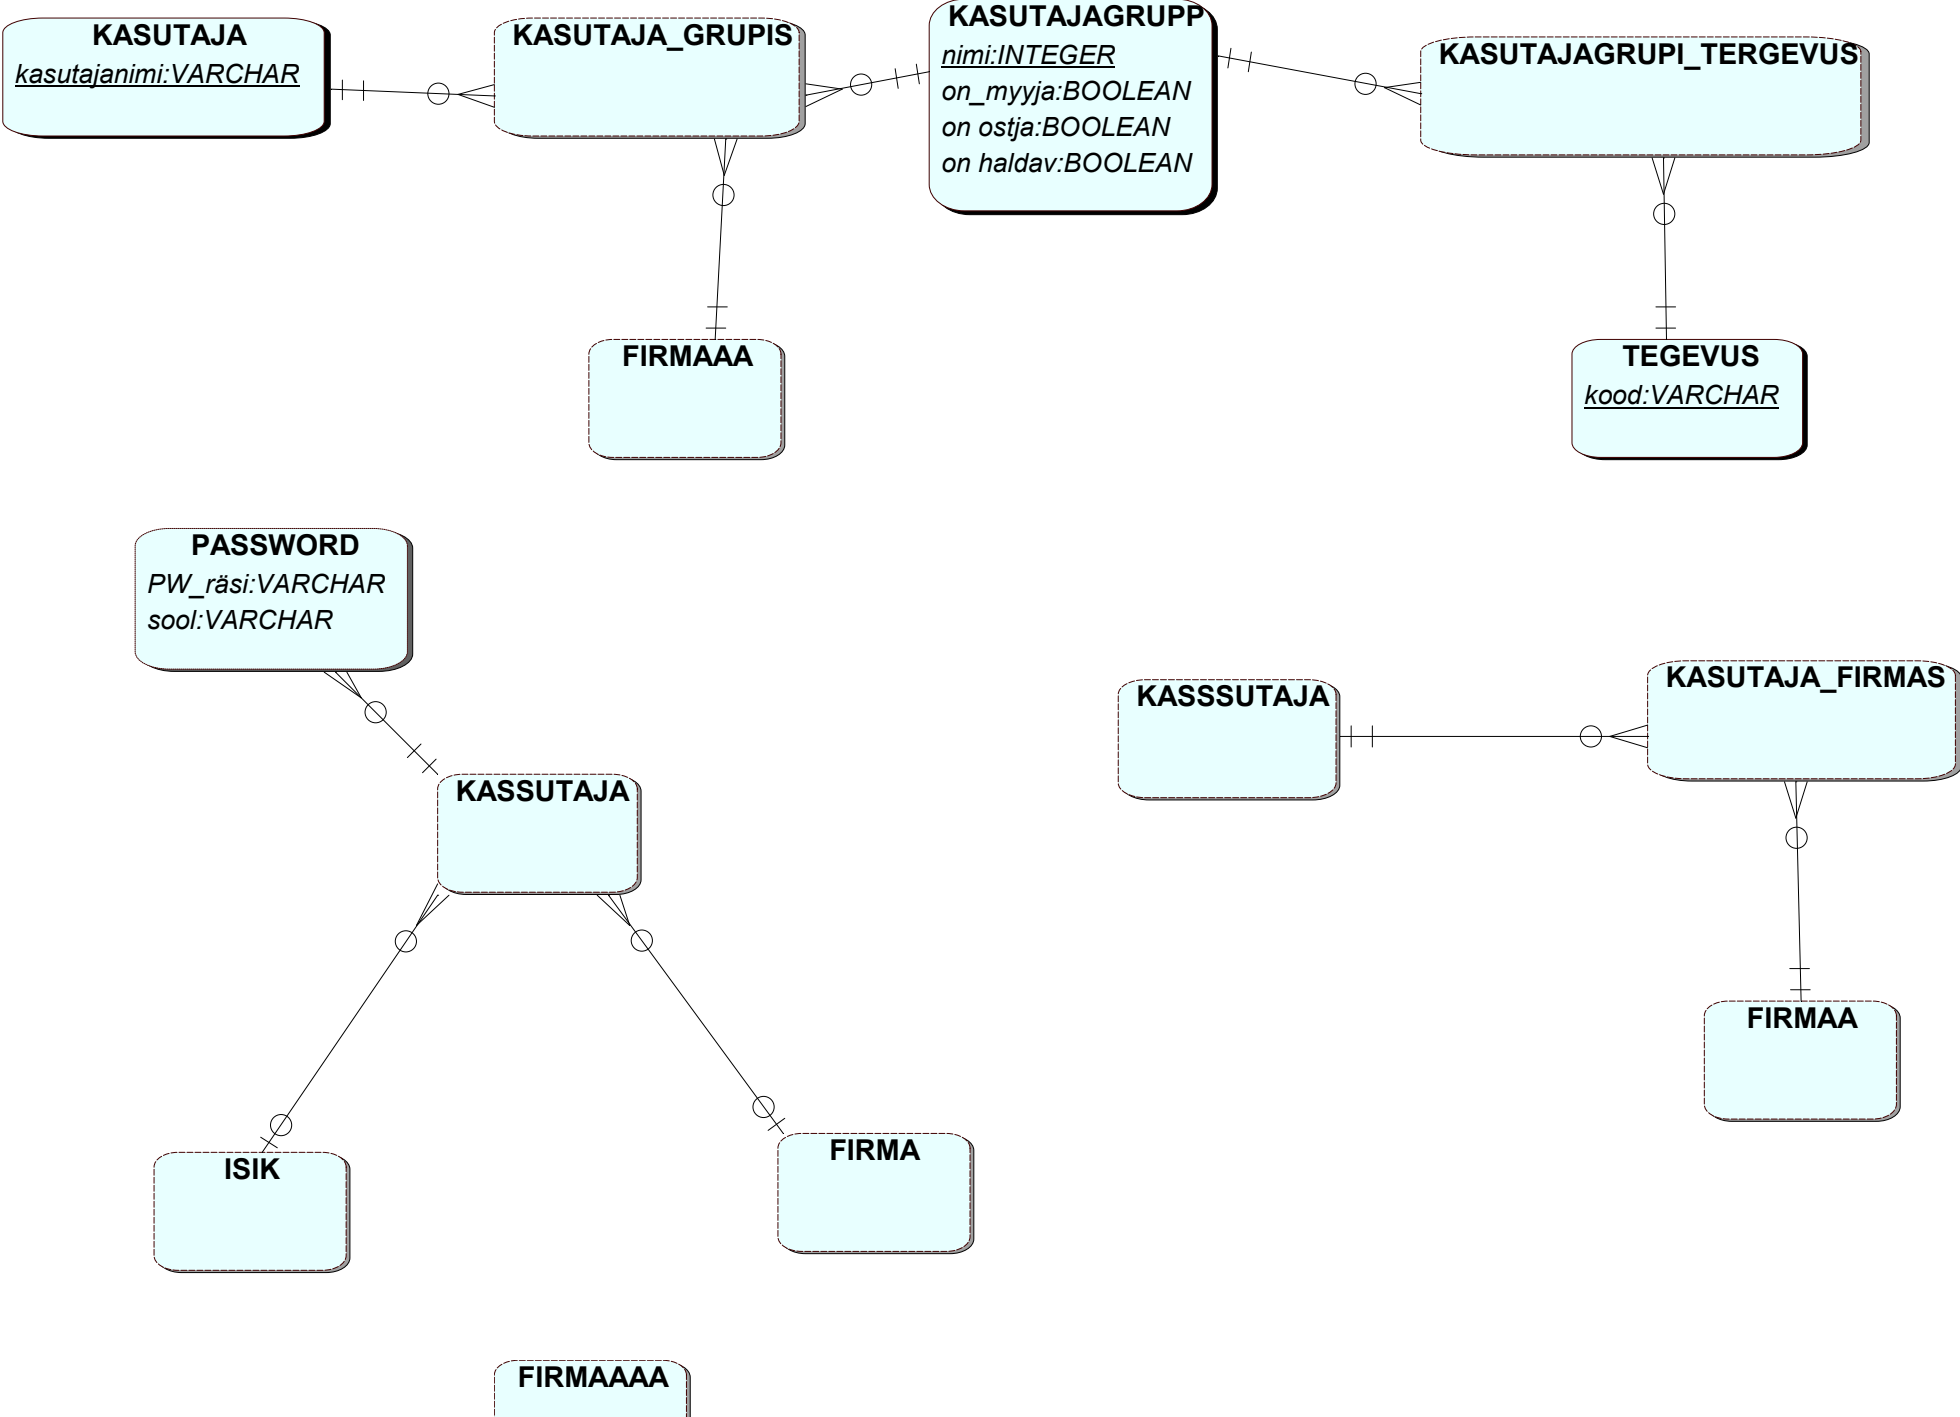 KASUTAJA
kasutajanimi:VARCHAR
KASUTAJA_GRUPIS
KASUTAJAGRUPP
nimi:INTEGER
on_myyja:BOOLEAN
on ostja:BOOLEAN
on haldav:BOOLEAN
KASUTAJAGRUPI_TERGEVUS
FIRMAAA
TEGEVUS
kood:VARCHAR
PASSWORD
PW_räsi:VARCHAR
sool:VARCHAR
KASSSUTAJA
KASUTAJA_FIRMAS
KASSUTAJA
FIRMAA
ISIK
FIRMA
FIRMAAAA